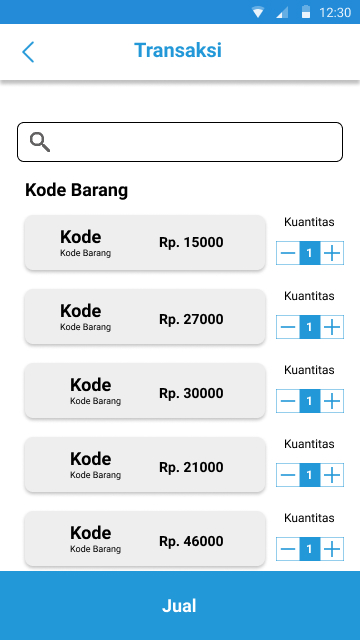 12:30
Transaksi
Kode Barang
Kuantitas
Kode
Kode Barang
Rp. 15000
1
Kuantitas
Kode
Kode Barang
Rp. 27000
1
Kuantitas
Kode
Kode Barang
Rp. 30000
1
Kuantitas
Kode
Kode Barang
Rp. 21000
1
Kuantitas
Kode
Kode Barang
Rp. 46000
1
Jual